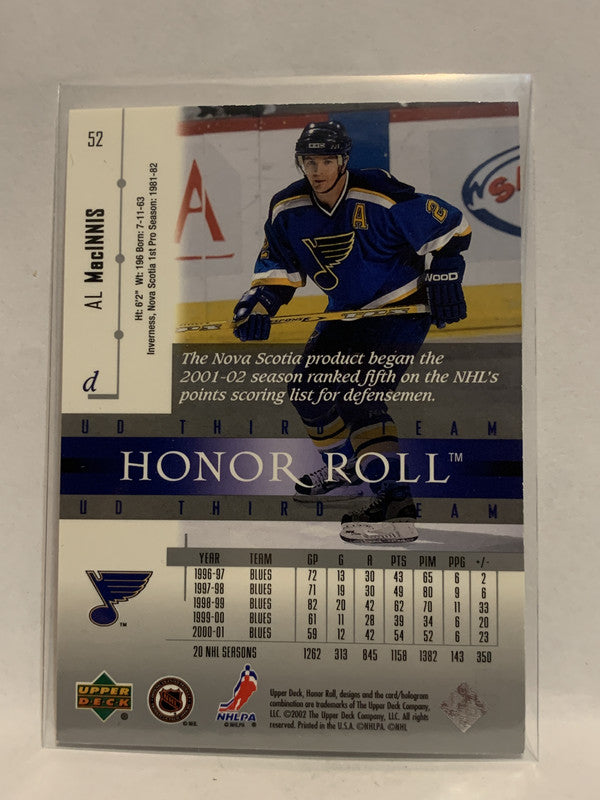 52
AL MacINNIS
Ht: 6'2" Wt: 196 Born: 7-11-63
Inverness, Nova Scotia 1st Pro Season: 1981-82
d
A
A
2
WOOD
The Nova Scotia product began the
2001-02 season ranked fifth on the NHL's
points scoring list for defensemen.
UD THIRD TEAM
HONOR ROLL™
UD THIRD TEAM
YEAR TEAM GP G A PTS PIM PPG +/-
1996-97 BLUES 72 13 30 43 65 6 2
1997-98 BLUES 71 19 30 49 80 9 6
1998-99 BLUES 82 20 42 62 70 11 33
1999-00 BLUES 61 11 28 39 34 6 20
2000-01 BLUES 59 12 42 54 52 6 23
20 NHL SEASONS 1262 313 845 1158 1382 143 350
TM
UPPER DECK
®
NHL
© NHL
NHLPA
©NHLPA ®
Upper Deck, Honor Roll, designs and the card/hologram
combination are trademarks of The Upper Deck Company,
LLC. ©2002 The Upper Deck Company, LLC. All rights
reserved. Printed in the U.S.A. ©NHLPA. ©NHL